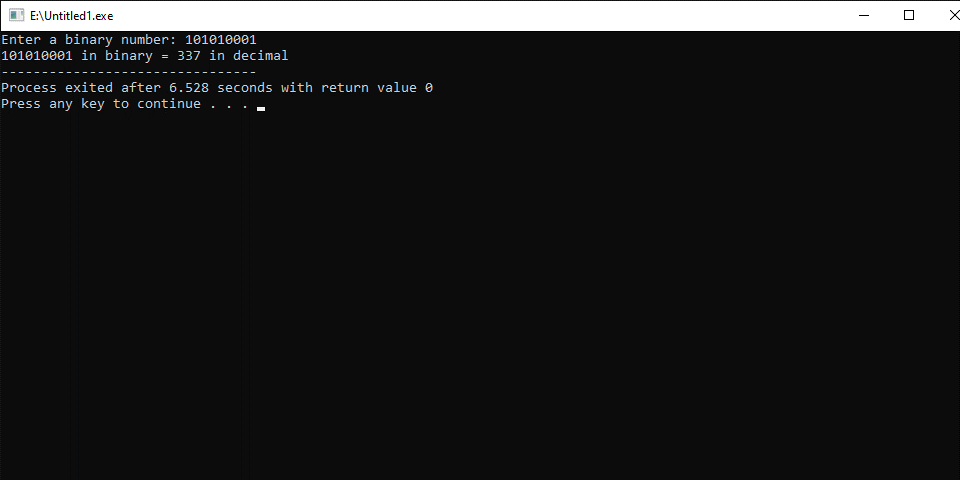 E:\Untitled1.exe
Enter a binary number: 101010001
101010001 in binary = 337 in decimal
--------------------------------
Process exited after 6.528 seconds with return value 0
Press any key to continue . . .